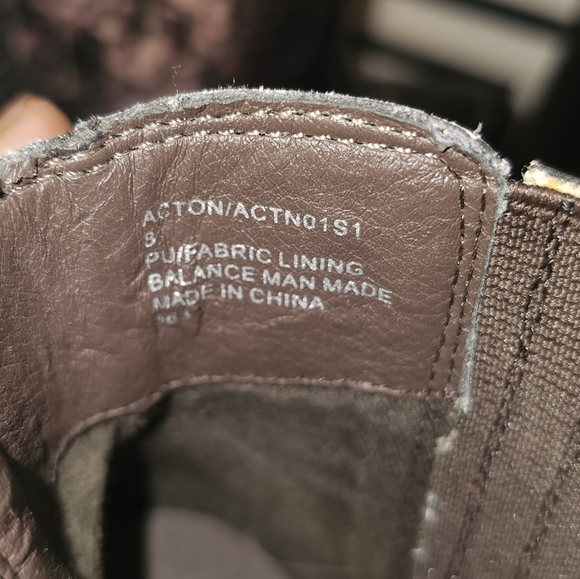 ACTON/ACTN01S1
8
PU/FABRIC LINING
BALANCE MAN MADE
MADE IN CHINA